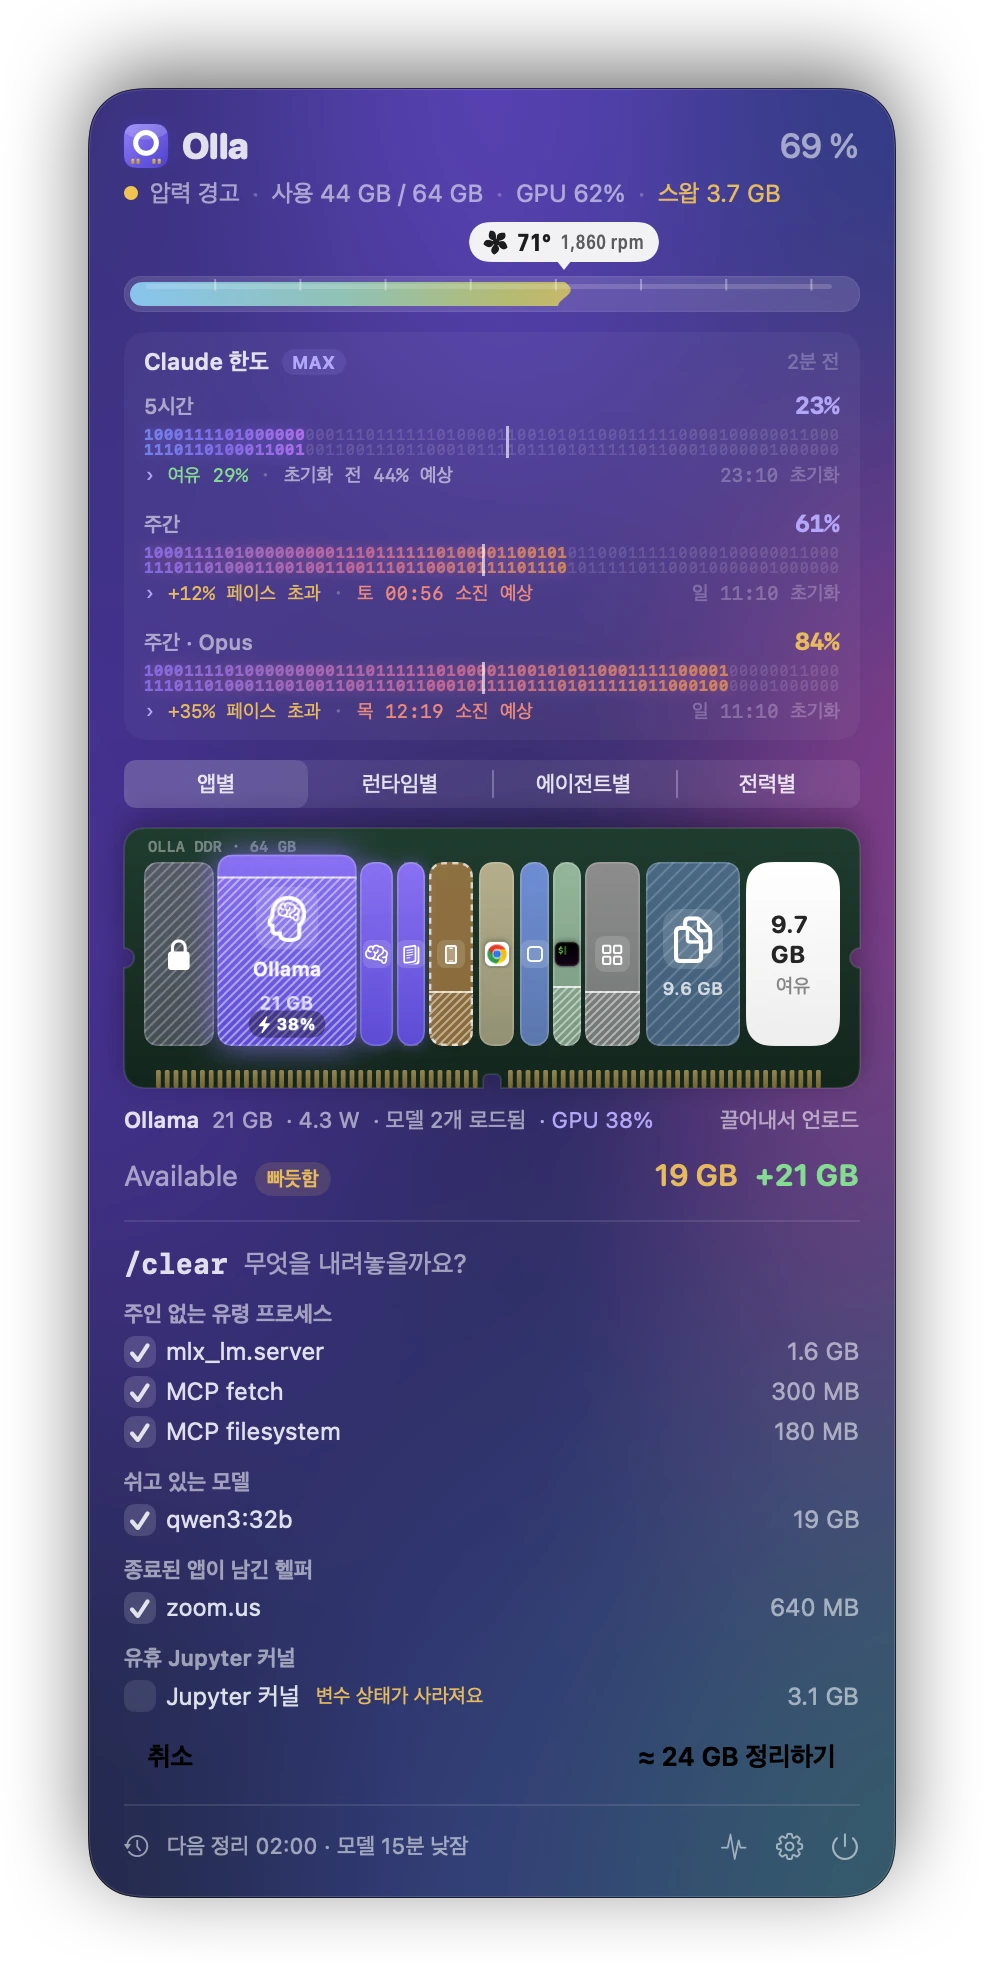 Olla 69 %
압력 경고 · 사용 44 GB / 64 GB · GPU 62% · 스왑 3.7 GB
71° 1,860 rpm
Claude 한도 MAX 2분 전
5시간 23%
› 여유 29% · 초기화 전 44% 예상 23:10 초기화
주간 61%
› +12% 페이스 초과 · 토 00:56 소진 예상 일 11:10 초기화
주간 · Opus 84%
› +35% 페이스 초과 · 목 12:19 소진 예상 일 11:10 초기화
앱별 런타임별 에이전트별 전력별
OLLA DDR · 64 GB
Ollama
21 GB
38%
9.6 GB
9.7
GB
여유
Ollama 21 GB · 4.3 W · 모델 2개 로드됨 · GPU 38% 끌어내서 언로드
Available 빠듯함 19 GB +21 GB
/clear 무엇을 내려놓을까요?
주인 없는 유령 프로세스
mlx_lm.server 1.6 GB
MCP fetch 300 MB
MCP filesystem 180 MB
쉬고 있는 모델
qwen3:32b 19 GB
종료된 앱이 남긴 헬퍼
zoom.us 640 MB
유휴 Jupyter 커널
Jupyter 커널 변수 상태가 사라져요 3.1 GB
취소 ≈ 24 GB 정리하기
다음 정리 02:00 · 모델 15분 낮잠